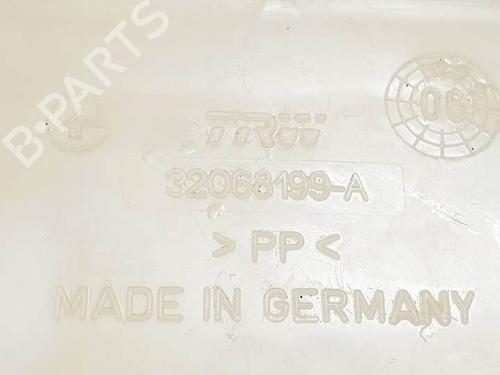 B-PARTS
TRW
06
32068199-A
> PP <
MADE IN GERMANY